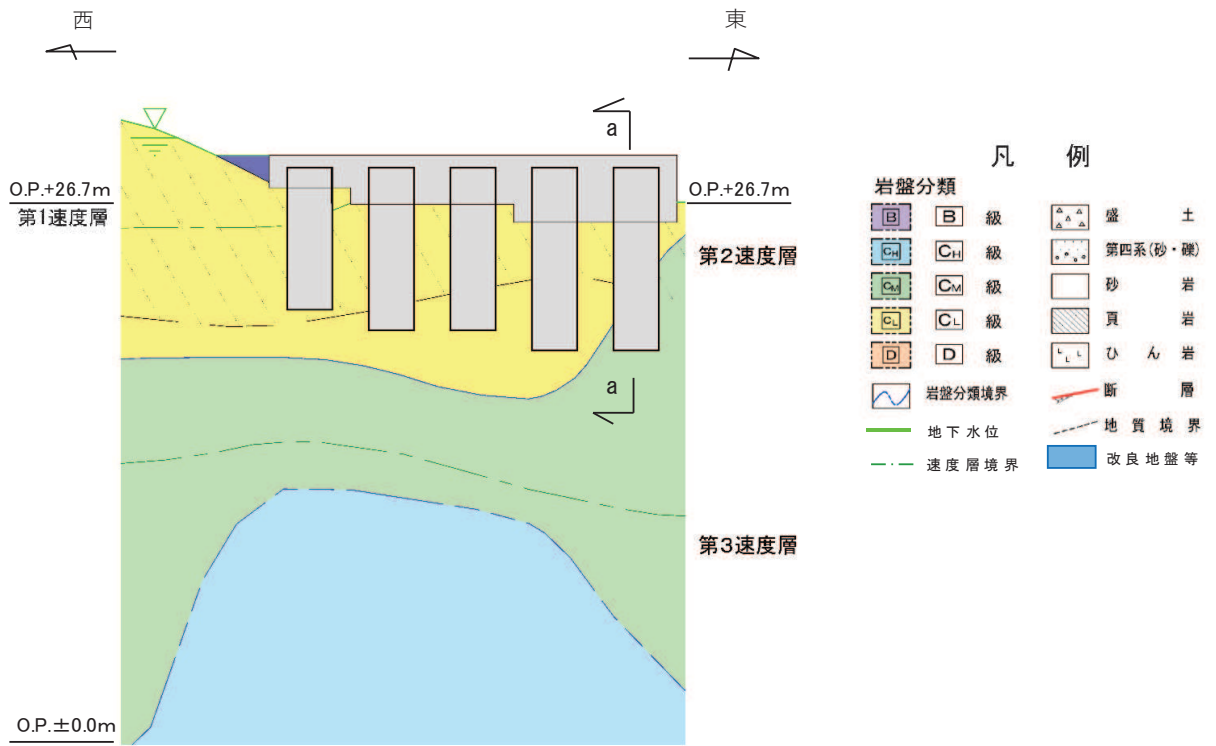 西
東
a
O.P.+26.7m
第1速度層
O.P.+26.7m
第2速度層
a
第3速度層
O.P.±0.0m
凡 例
岩盤分類
B B 級
CH CH 級
CM CM 級
CL CL 級
D D 級
岩盤分類境界
地下水位
速度層境界
盛 土
第四系(砂・礫)
砂 岩
頁 岩
ひ ん 岩
断 層
地 質 境 界
改良地盤等